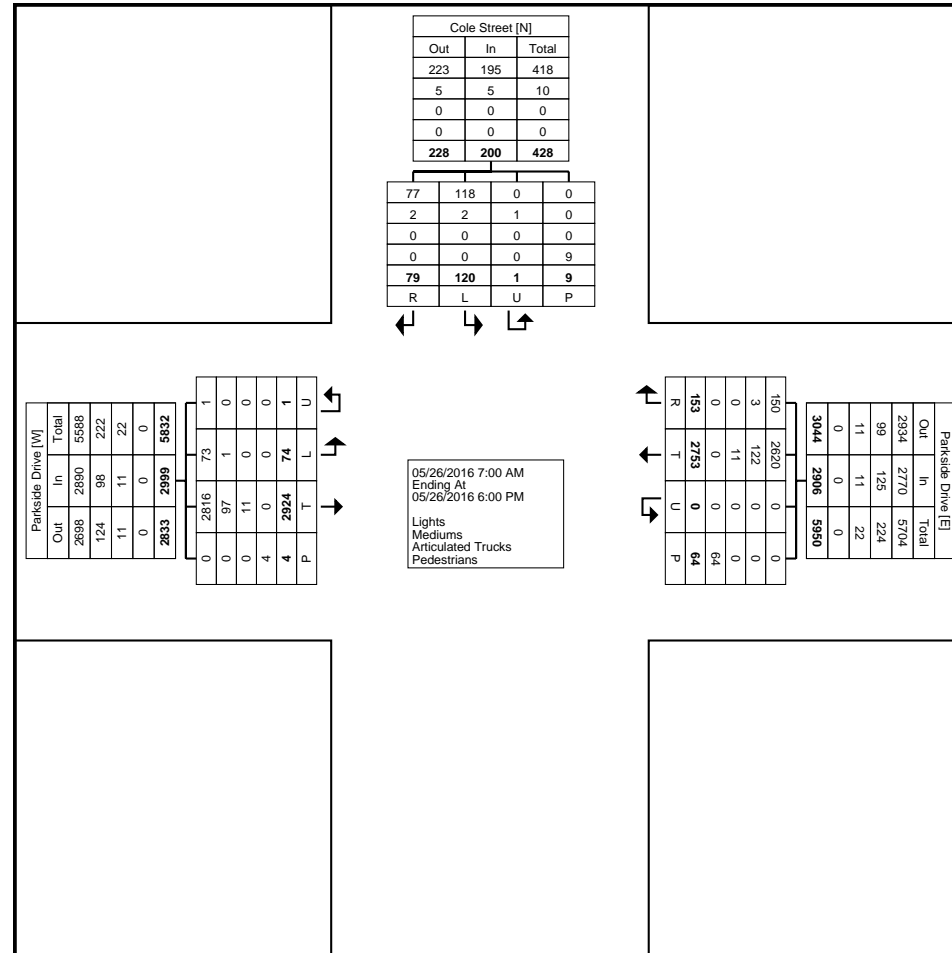 Cole Street [N]
Out In Total
223 195 418
5 5 10
0 0 0
0 0 0
228 200 428
77 118 0 0
2 2 1 0
0 0 0 0
0 0 0 9
79 120 1 9
R L U P
Parkside Drive [W]
Total In Out
5588 2890 2698
222 98 124
22 11 11
0 0 0
5832 2999 2833
1 73 2816 0
0 1 97 0
0 0 11 0
0 0 0 4
1 74 2924 4
U L T P
05/26/2016 7:00 AM
Ending At
05/26/2016 6:00 PM
Lights
Mediums
Articulated Trucks
Pedestrians
Parkside Drive [E]
Out In Total
2934 2770 5704
99 125 224
11 11 22
0 0 0
3044 2906 5950
150 2620 0 0
3 122 0 0
0 11 0 0
0 0 0 64
153 2753 0 64
R T U P